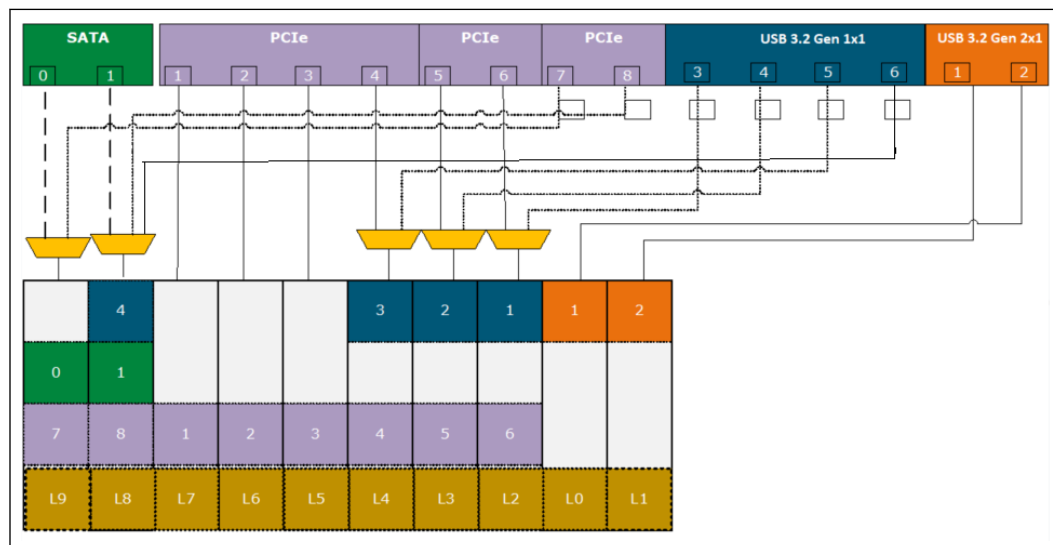 SATA PCIe PCIe PCIe USB 3.2 Gen 1x1 USB 3.2 Gen 2x1
0 1 1 2 3 4 5 6 7 8 3 4 5 6 1 2
4 3 2 1 1 2
0 1
7 8 1 2 3 4 5 6
L9 L8 L7 L6 L5 L4 L3 L2 L0 L1